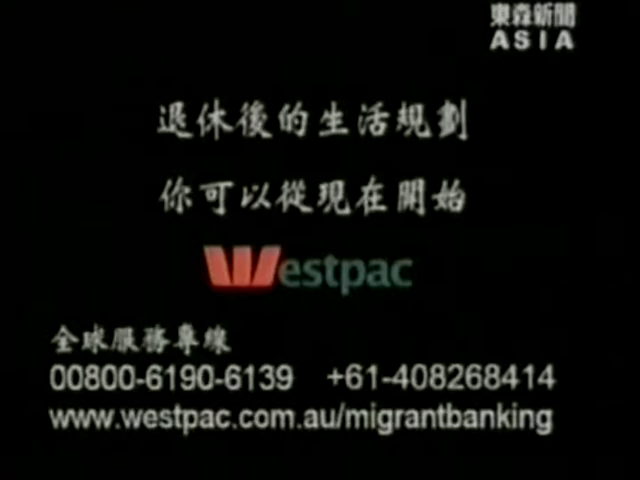 東森新聞
ASIA
退休後的生活規劃
你可以從現在開始
Westpac
全球服務專線
00800-6190-6139 +61-408268414
www.westpac.com.au/migrantbanking